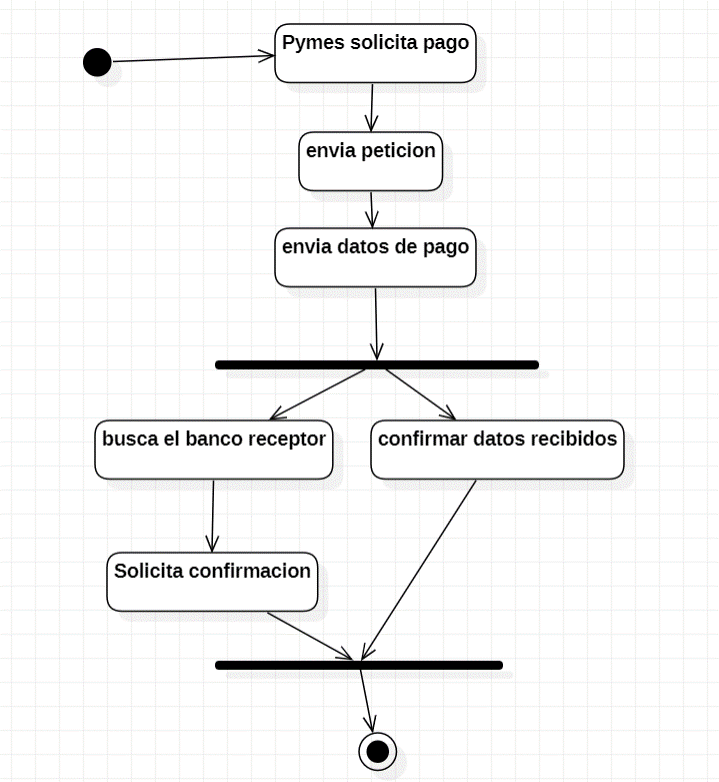 Pymes solicita pago
envia peticion
envia datos de pago
busca el banco receptor
confirmar datos recibidos
Solicita confirmacion